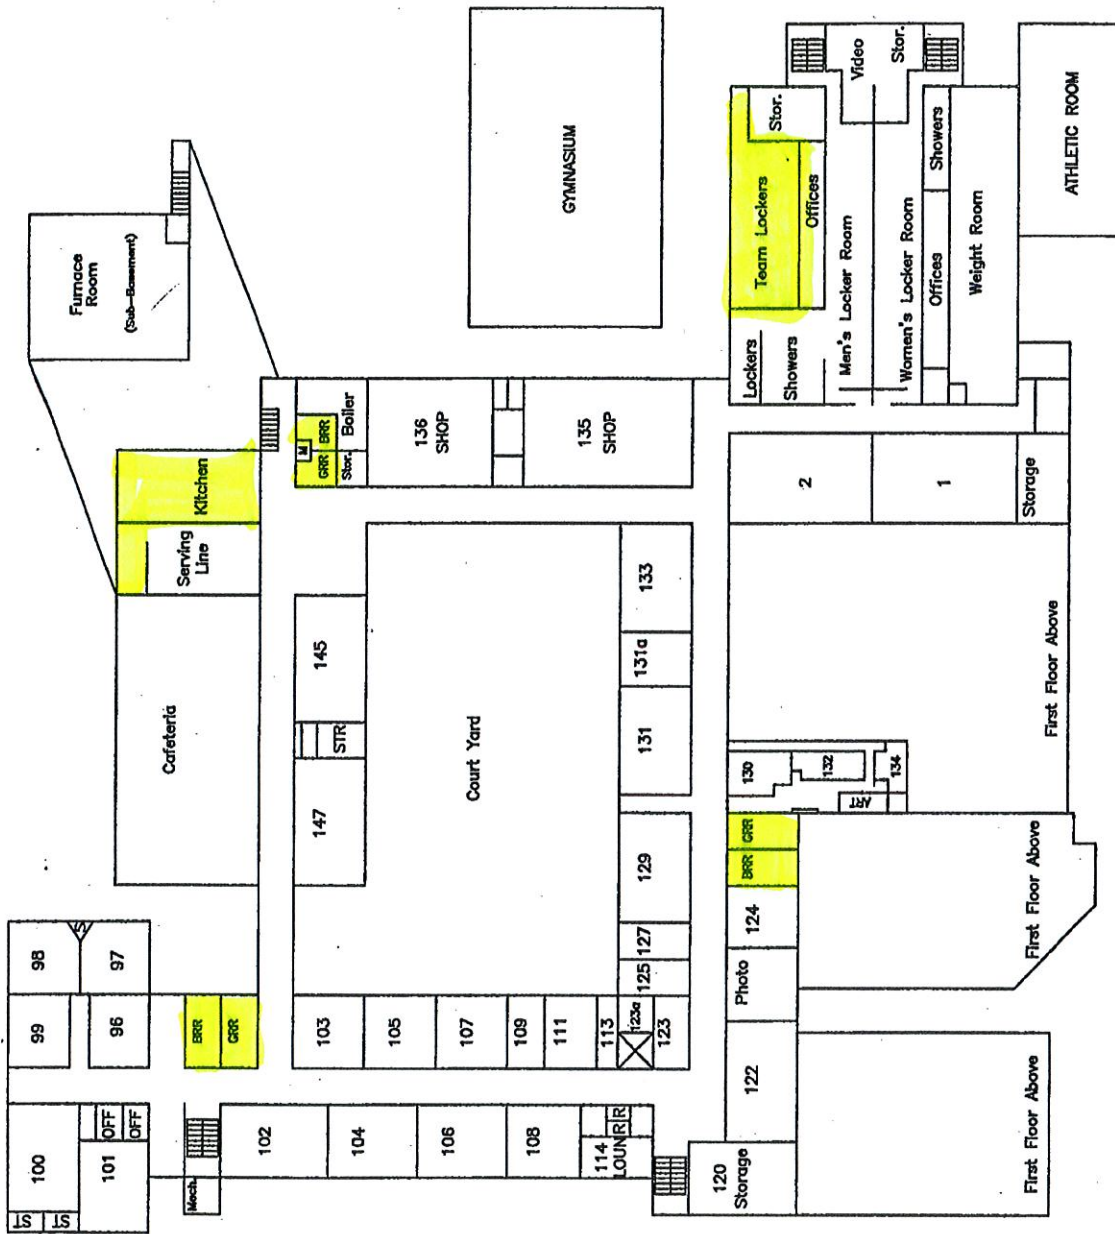 Furnace
Room
(Sub-Basement)
GYMNASIUM
Stor.
Video
Stor.
Team Lockers
Offices
Lockers
Showers
Men's Locker Room
Women's Locker Room
Offices
Showers
Weight Room
ATHLETIC ROOM
Kitchen
Serving
Line
Cafeteria
M
GRR
BRR
Stor.
Boiler
136
SHOP
135
SHOP
2
1
Storage
145
STR
147
Court Yard
133
131a
131
129
127
125
130
132
134
ART
First Floor Above
BRR
GRR
124
Photo
122
First Floor Above
98
S
97
99
96
BRR
GRR
103
105
107
109
111
113
123a
123
100
OFF
OFF
101
ST
ST
Mech.
102
104
106
108
114
LOUN
R
R
120
Storage
First Floor Above